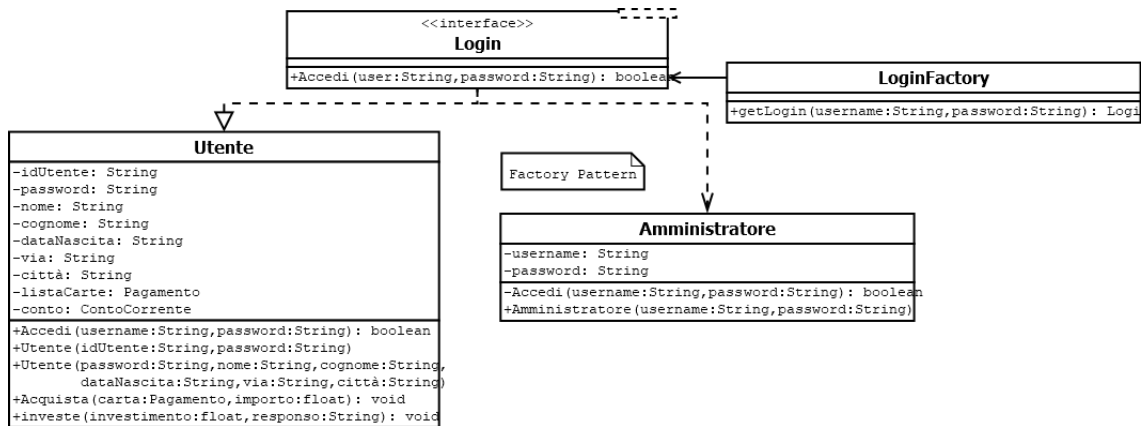 <<interface>>
Login
+Accedi(user:String,password:String): boolean
LoginFactory
+getLogin(username:String,password:String): Logi
Utente
-idUtente: String
-password: String
-nome: String
-cognome: String
-dataNascita: String
-via: String
-città: String
-listaCarte: Pagamento
-conto: ContoCorrente
+Accedi(username:String,password:String): boolean
+Utente(idUtente:String,password:String)
+Utente(password:String,nome:String,cognome:String,
dataNascita:String,via:String,città:String)
+Acquista(carta:Pagamento,importo:float): void
+investe(investimento:float,responso:String): void
Factory Pattern
Amministratore
-username: String
-password: String
-Accedi(username:String,password:String): boolean
+Amministratore(username:String,password:String)